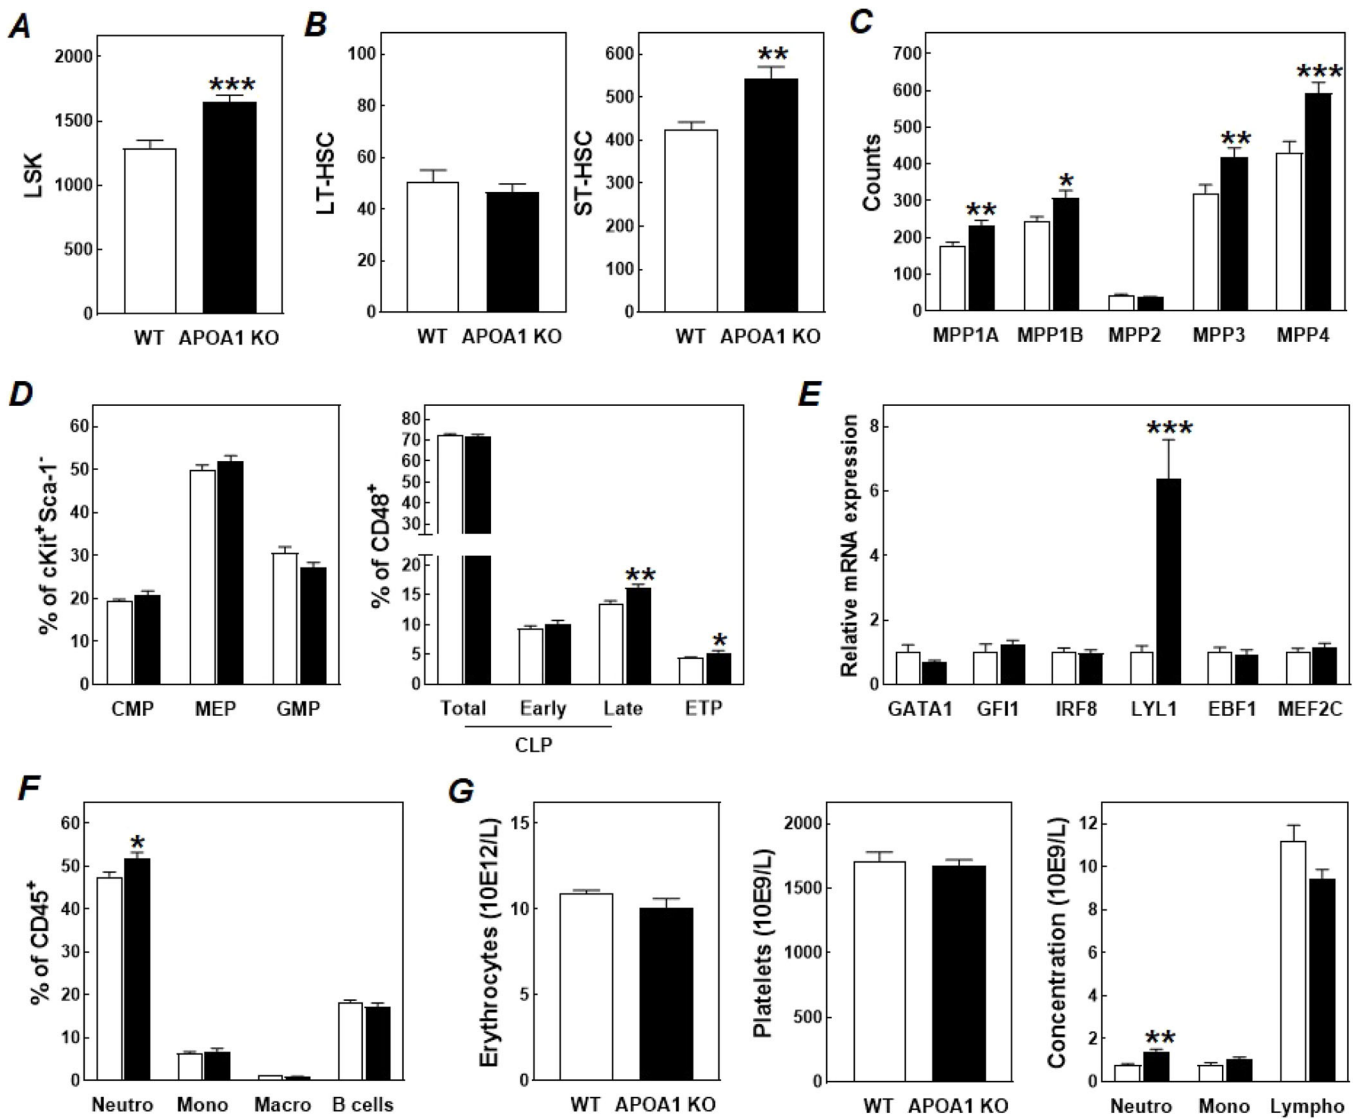 A
LSK
2000
1500
1000
500
0
***
WT APOA1 KO
B
LT-HSC
100
80
60
40
20
0
WT APOA1 KO
ST-HSC
600
500
400
300
200
100
0
**
WT APOA1 KO
C
Counts
700
600
500
400
300
200
100
0
** * ** ***
MPP1A MPP1B MPP2 MPP3 MPP4
D
% of cKit⁺Sca-1⁻
60
50
40
30
20
10
0
CMP MEP GMP
% of CD48⁺
80
70
60
50
40
30
20
15
10
5
0
** *
Total Early Late ETP
CLP
E
Relative mRNA expression
8
6
4
2
0
***
GATA1 GFI1 IRF8 LYL1 EBF1 MEF2C
F
% of CD45⁺
60
50
40
30
20
10
0
*
Neutro Mono Macro B cells
G
Erythrocytes (10E12/L)
15
10
5
0
WT APOA1 KO
Platelets (10E9/L)
2000
1500
1000
500
0
WT APOA1 KO
Concentration (10E9/L)
12
10
8
6
4
2
0
**
Neutro Mono Lympho